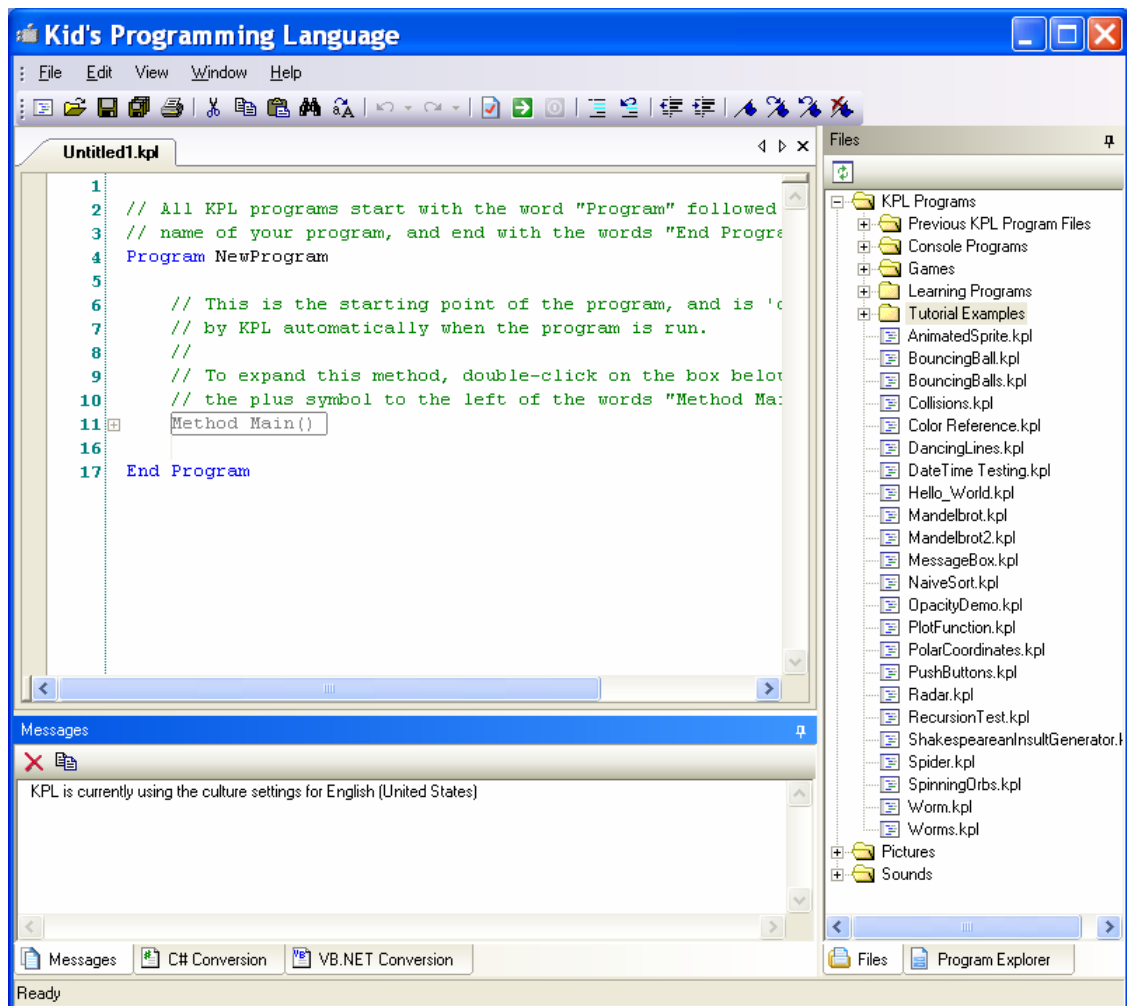 Kid's Programming Language
File Edit View Window Help
Untitled1.kpl
1
2 // All KPL programs start with the word "Program" followed
3 // name of your program, and end with the words "End Progra
4 Program NewProgram
5
6 // This is the starting point of the program, and is 'c
7 // by KPL automatically when the program is run.
8 //
9 // To expand this method, double-click on the box below
10 // the plus symbol to the left of the words "Method Mai
11 Method Main()
16
17 End Program
Messages
KPL is currently using the culture settings for English (United States)
Messages C# Conversion VB.NET Conversion
Ready
Files
KPL Programs
Previous KPL Program Files
Console Programs
Games
Learning Programs
Tutorial Examples
AnimatedSprite.kpl
BouncingBall.kpl
BouncingBalls.kpl
Collisions.kpl
Color Reference.kpl
DancingLines.kpl
DateTime Testing.kpl
Hello_World.kpl
Mandelbrot.kpl
Mandelbrot2.kpl
MessageBox.kpl
NaiveSort.kpl
OpacityDemo.kpl
PlotFunction.kpl
PolarCoordinates.kpl
PushButtons.kpl
Radar.kpl
RecursionTest.kpl
ShakespeareanInsultGenerator.k
Spider.kpl
SpinningOrbs.kpl
Worm.kpl
Worms.kpl
Pictures
Sounds
Files Program Explorer